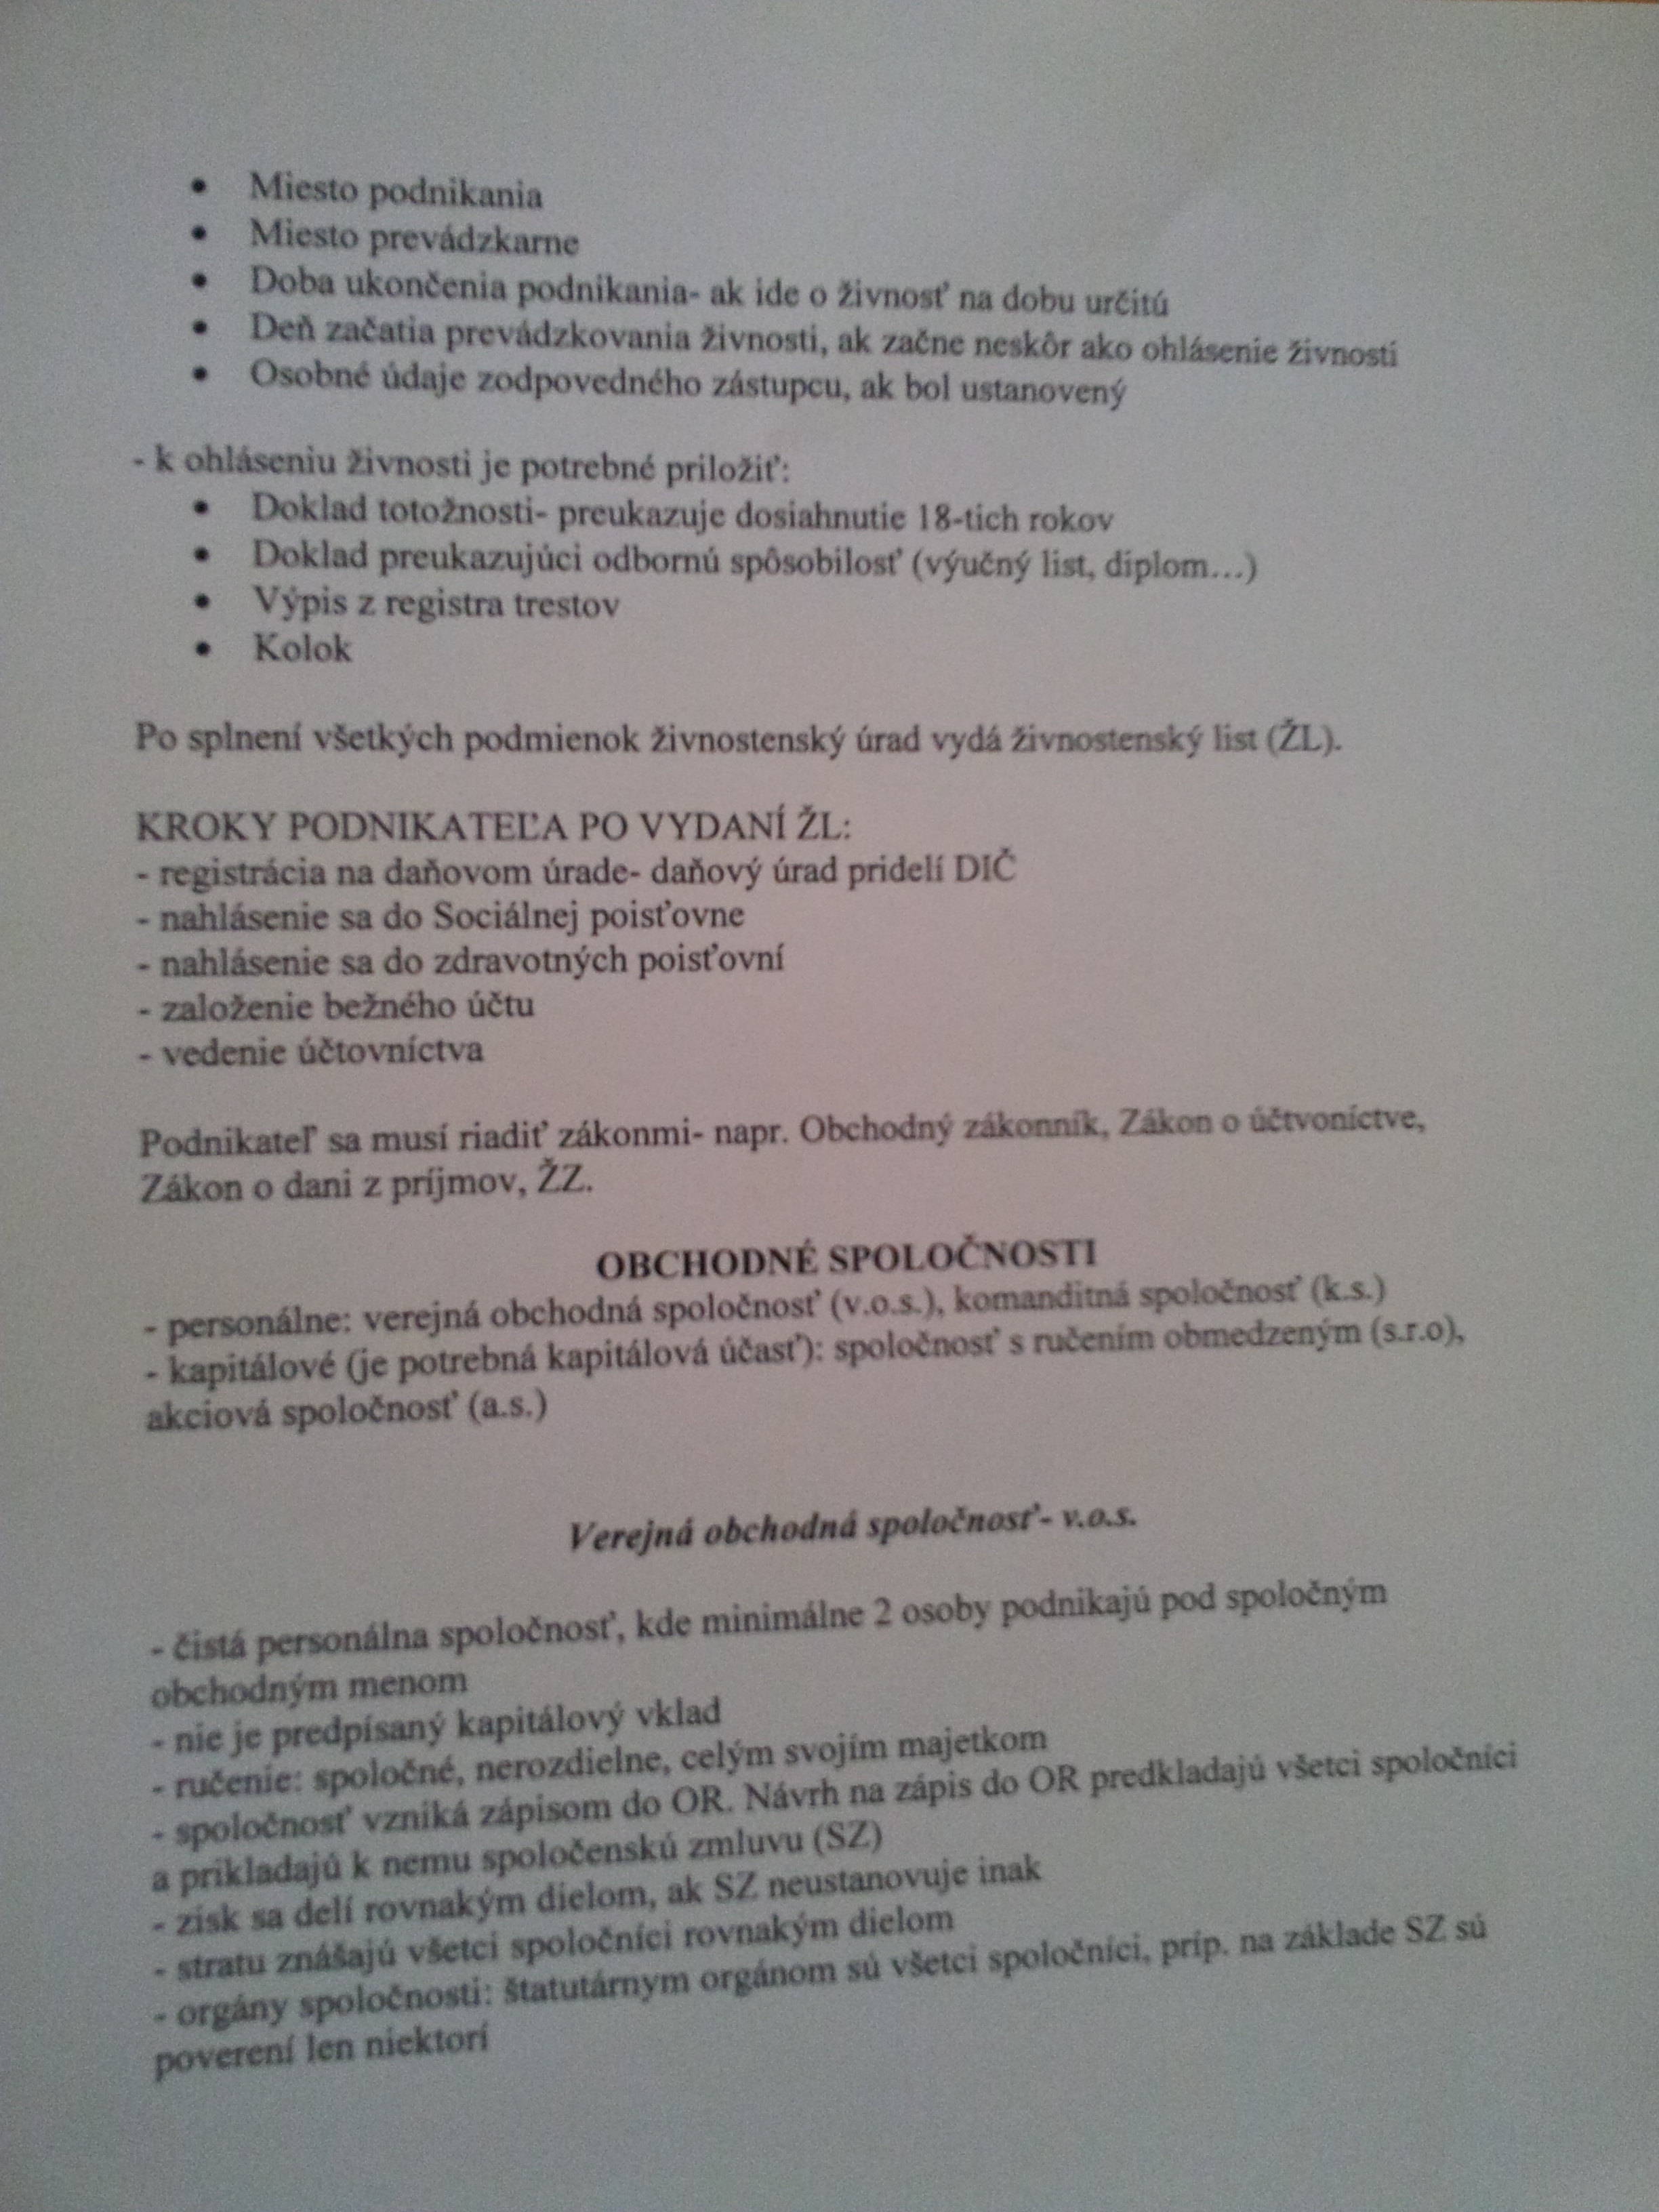 • Miesto podnikania
• Miesto prevádzkarne
• Doba ukončenia podnikania- ak ide o živnosť na dobu určitú
• Deň začatia prevádzkovania živnosti, ak začne neskôr ako ohlásenie živnosti
• Osobné údaje zodpovedného zástupcu, ak bol ustanovený
- k ohláseniu živnosti je potrebné priložiť:
• Doklad totožnosti- preukazuje dosiahnutie 18-tich rokov
• Doklad preukazujúci odbornú spôsobilosť (výučný list, diplom...)
• Výpis z registra trestov
• Kolok
Po splnení všetkých podmienok živnostenský úrad vydá živnostenský list (ŽL).
KROKY PODNIKATEĽA PO VYDANÍ ŽL:
- registrácia na daňovom úrade- daňový úrad pridelí DIČ
- nahlásenie sa do Sociálnej poisťovne
- nahlásenie sa do zdravotných poisťovní
- založenie bežného účtu
- vedenie účtovníctva
Podnikateľ sa musí riadiť zákonmi- napr. Obchodný zákonník, Zákon o účtvoníctve,
Zákon o dani z príjmov, ŽZ.
OBCHODNÉ SPOLOČNOSTI
- personálne: verejná obchodná spoločnosť (v.o.s.), komanditná spoločnosť (k.s.)
- kapitálové (je potrebná kapitálová účasť): spoločnosť s ručením obmedzeným (s.r.o),
akciová spoločnosť (a.s.)
Verejná obchodná spoločnosť- v.o.s.
- čistá personálna spoločnosť, kde minimálne 2 osoby podnikajú pod spoločným
obchodným menom
- nie je predpísaný kapitálový vklad
- ručenie: spoločné, nerozdielne, celým svojím majetkom
- spoločnosť vzniká zápisom do OR. Návrh na zápis do OR predkladajú všetci spoločníci
a prikladajú k nemu spoločenskú zmluvu (SZ)
- zisk sa delí rovnakým dielom, ak SZ neustanovuje inak
- stratu znášajú všetci spoločníci rovnakým dielom
- orgány spoločnosti: štatutárnym orgánom sú všetci spoločníci, príp. na základe SZ sú
poverení len niektorí